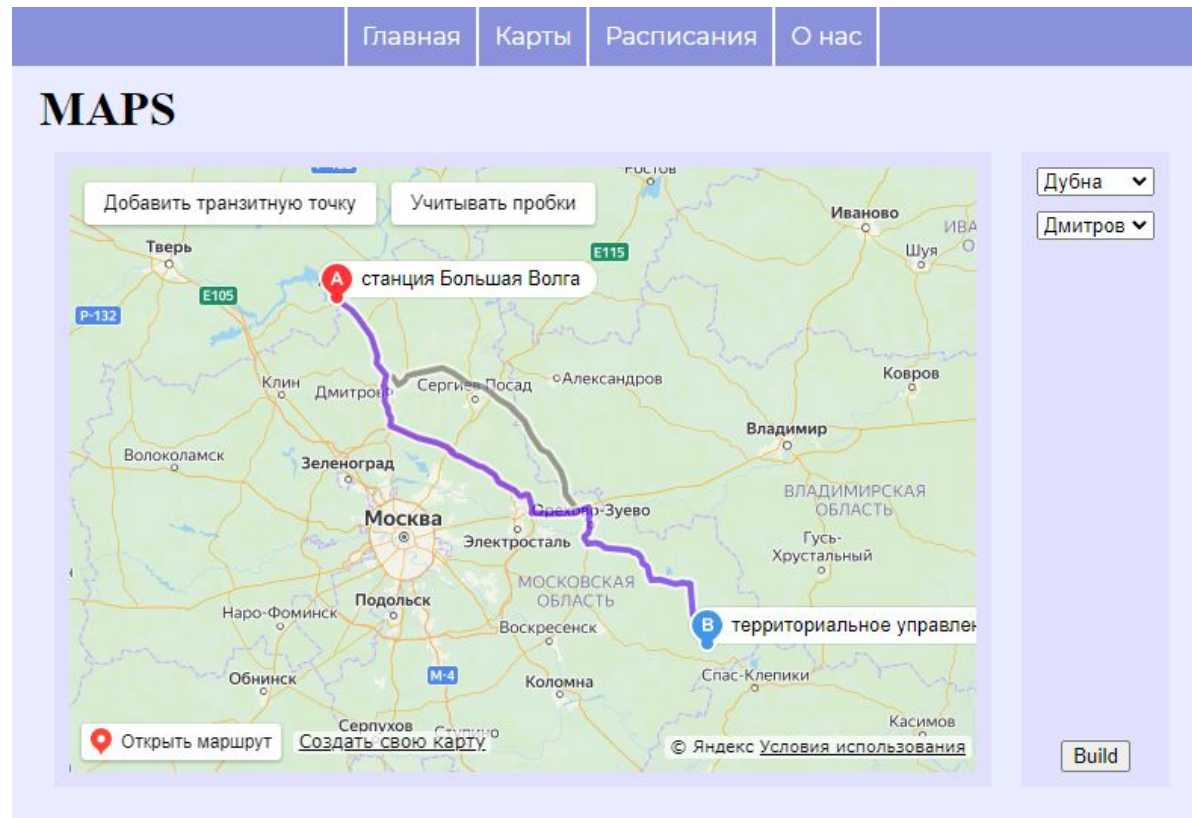 Главная Карты Расписания О нас
MAPS
Добавить транзитную точку
Учитывать пробки
Дубна
Дмитров
Иваново
Шуя
Тверь
E115
станция Большая Волга
A
E105
P-132
Клин
Дмитров
Сергиев Посад
Александров
Ковров
Владимир
Волоколамск
Зеленоград
ВЛАДИМИРСКАЯ
ОБЛАСТЬ
Москва
Орехово-Зуево
Электросталь
Гусь-
Хрустальный
МОСКОВСКАЯ
ОБЛАСТЬ
Подольск
Наро-Фоминск
Воскресенск
B
территориальное управлен
Обнинск
M-4
Коломна
Спас-Клепики
Серпухов
Касимов
Открыть маршрут
Создать свою карту
© Яндекс Условия использования
Build